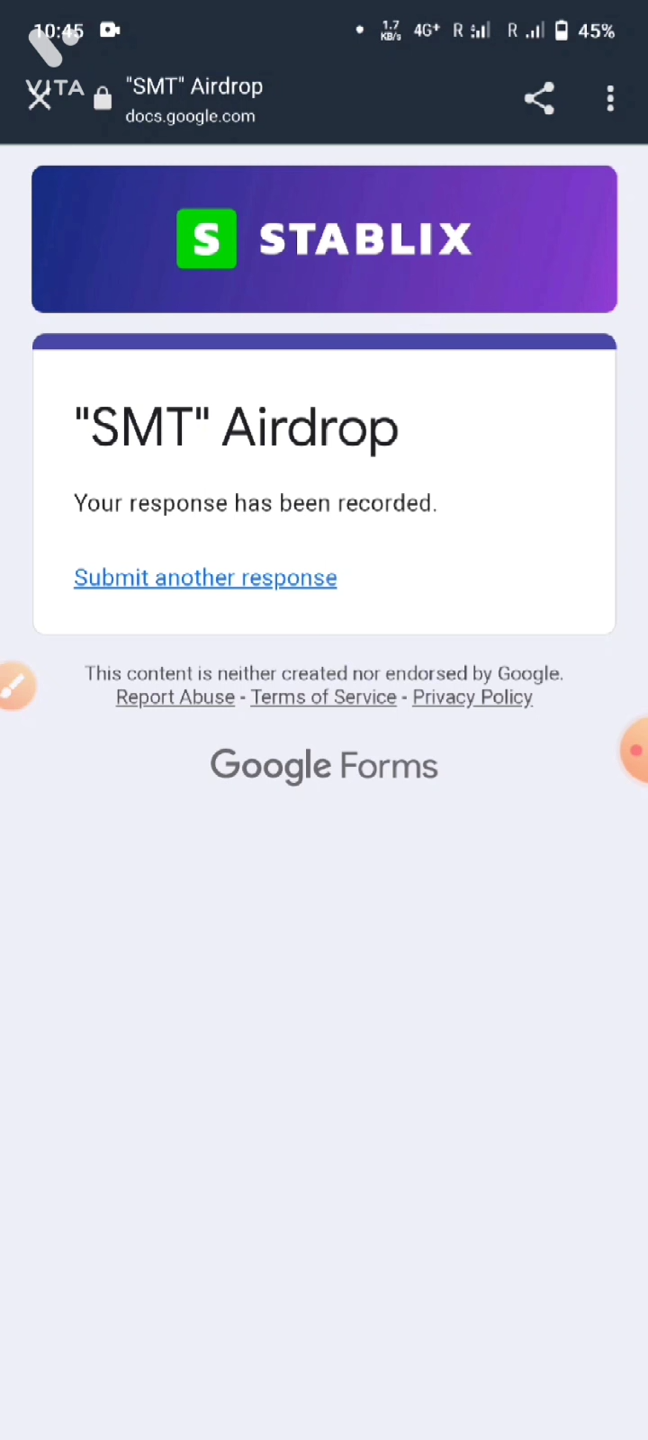 10:45
1.7 KB/s 4G+ R R 45%
VITA
"SMT" Airdrop
docs.google.com
S STABLIX
"SMT" Airdrop
Your response has been recorded.
Submit another response
This content is neither created nor endorsed by Google.
Report Abuse - Terms of Service - Privacy Policy
Google Forms